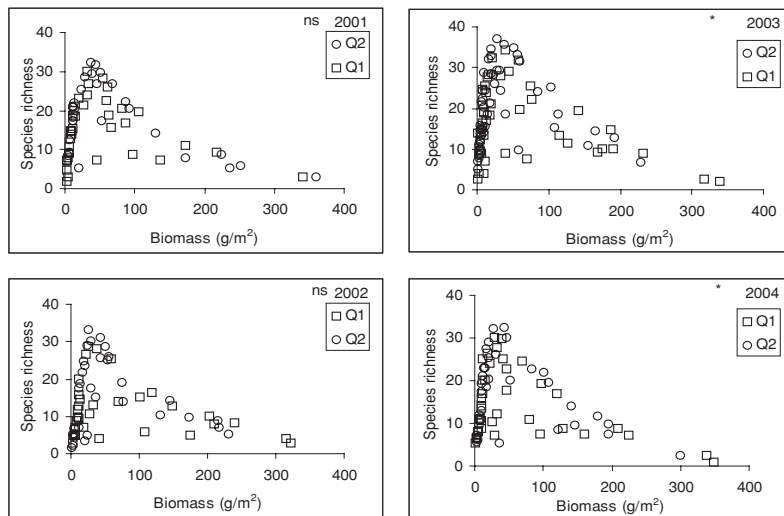 ns 2001
Q2
Q1
40
30
20
10
0
0 100 200 300 400
Species richness
Biomass (g/m²)
* 2003
Q2
Q1
40
30
20
10
0
0 100 200 300 400
Species richness
Biomass (g/m²)
ns 2002
Q1
Q2
40
30
20
10
0
0 100 200 300 400
Species richness
Biomass (g/m²)
* 2004
Q1
Q2
40
30
20
10
0
0 100 200 300 400
Species richness
Biomass (g/m²)